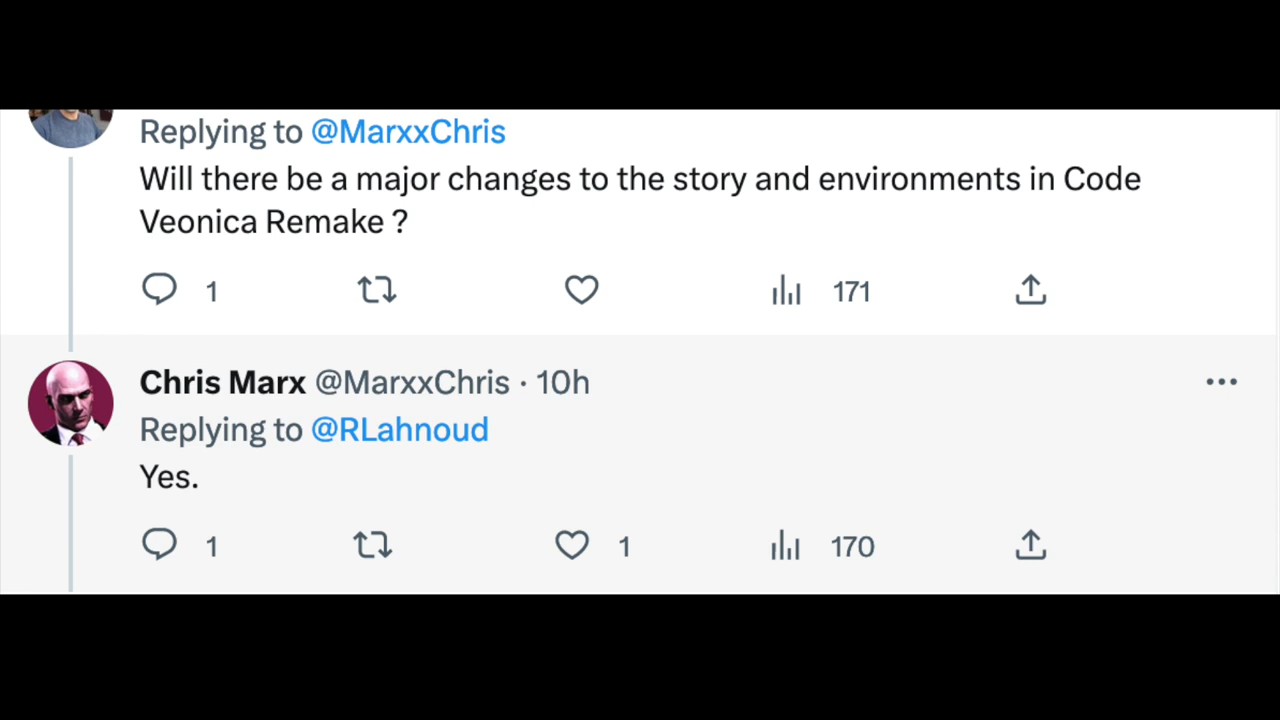 Replying to @MarxxChris
Will there be a major changes to the story and environments in Code
Veonica Remake ?
1 171
Chris Marx @MarxxChris · 10h
Replying to @RLahnoud
Yes.
1 1 170